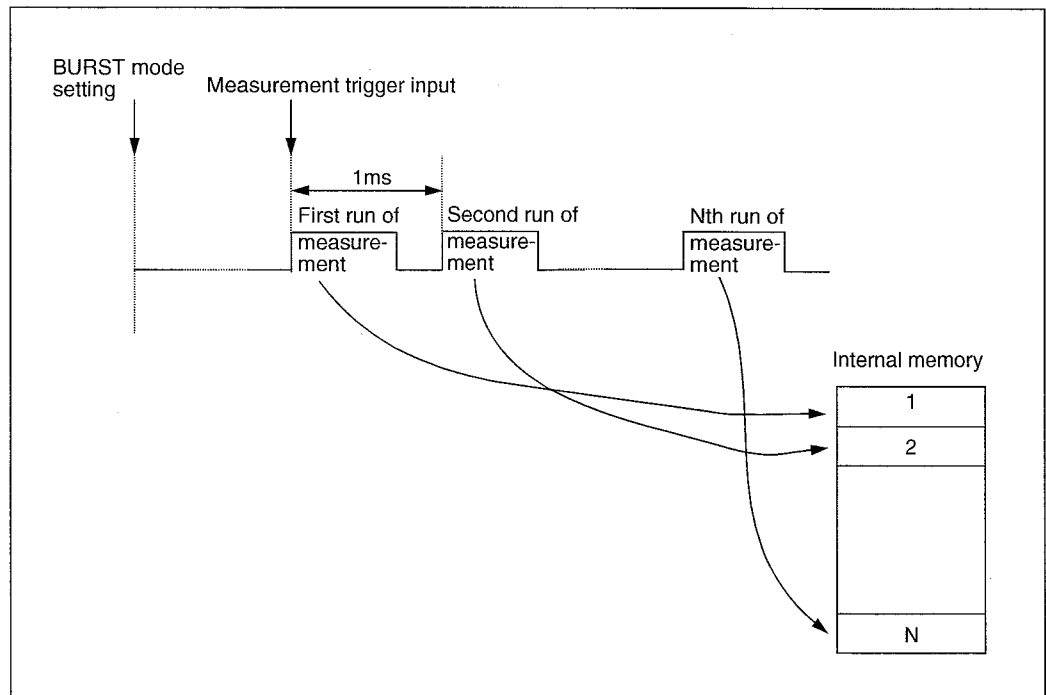 BURST mode
setting
Measurement trigger input
1ms
First run of
measure-
ment
Second run of
measure-
ment
Nth run of
measure-
ment
Internal memory
1
2
N